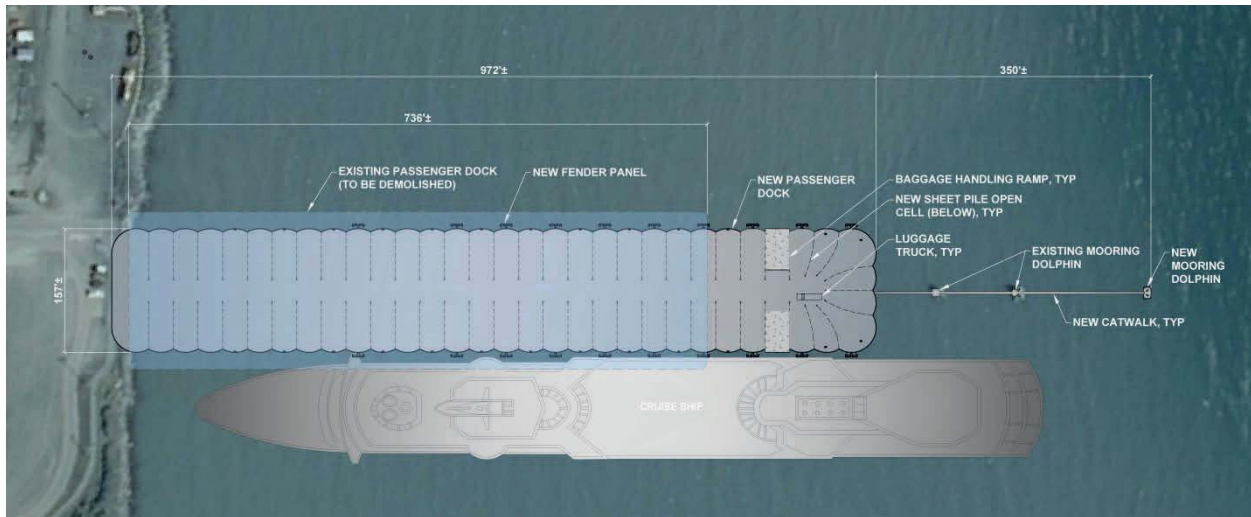 972'±
350'±
736'±
EXISTING PASSENGER DOCK
(TO BE DEMOLISHED)
NEW FENDER PANEL
NEW PASSENGER
DOCK
BAGGAGE HANDLING RAMP, TYP
NEW SHEET PILE OPEN
CELL (BELOW), TYP
LUGGAGE
TRUCK, TYP
EXISTING MOORING
DOLPHIN
NEW
MOORING
DOLPHIN
NEW CATWALK, TYP
157'±
CRUISE SHIP